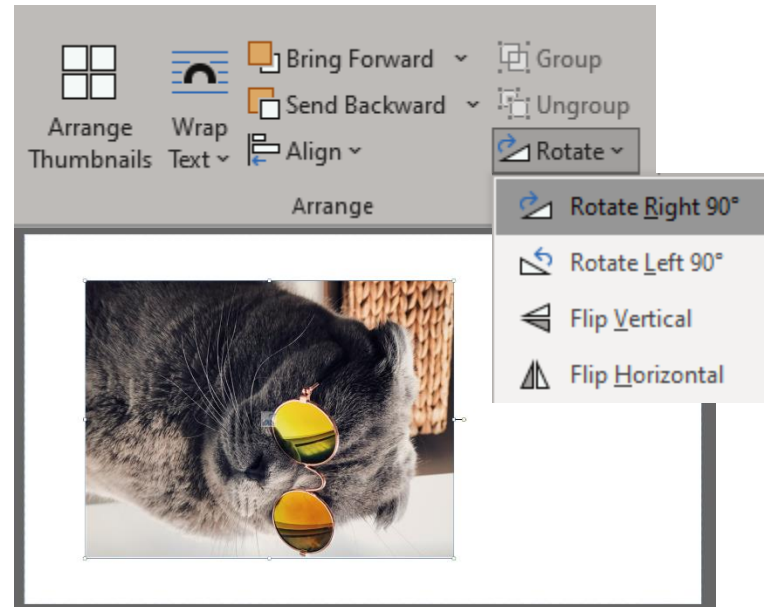 Arrange
Thumbnails
Wrap
Text
Bring Forward
Send Backward
Align
Group
Ungroup
Rotate
Arrange
Rotate Right 90°
Rotate Left 90°
Flip Vertical
Flip Horizontal